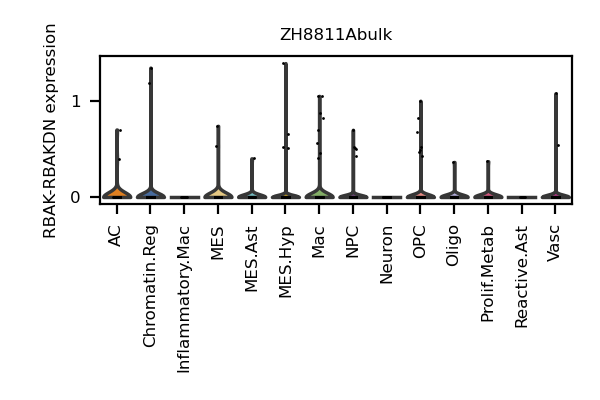 ZH8811Abulk
RBAK-RBAKDN expression
1
0
AC
Chromatin.Reg
Inflammatory.Mac
MES
MES.Ast
MES.Hyp
Mac
NPC
Neuron
OPC
Oligo
Prolif.Metab
Reactive.Ast
Vasc